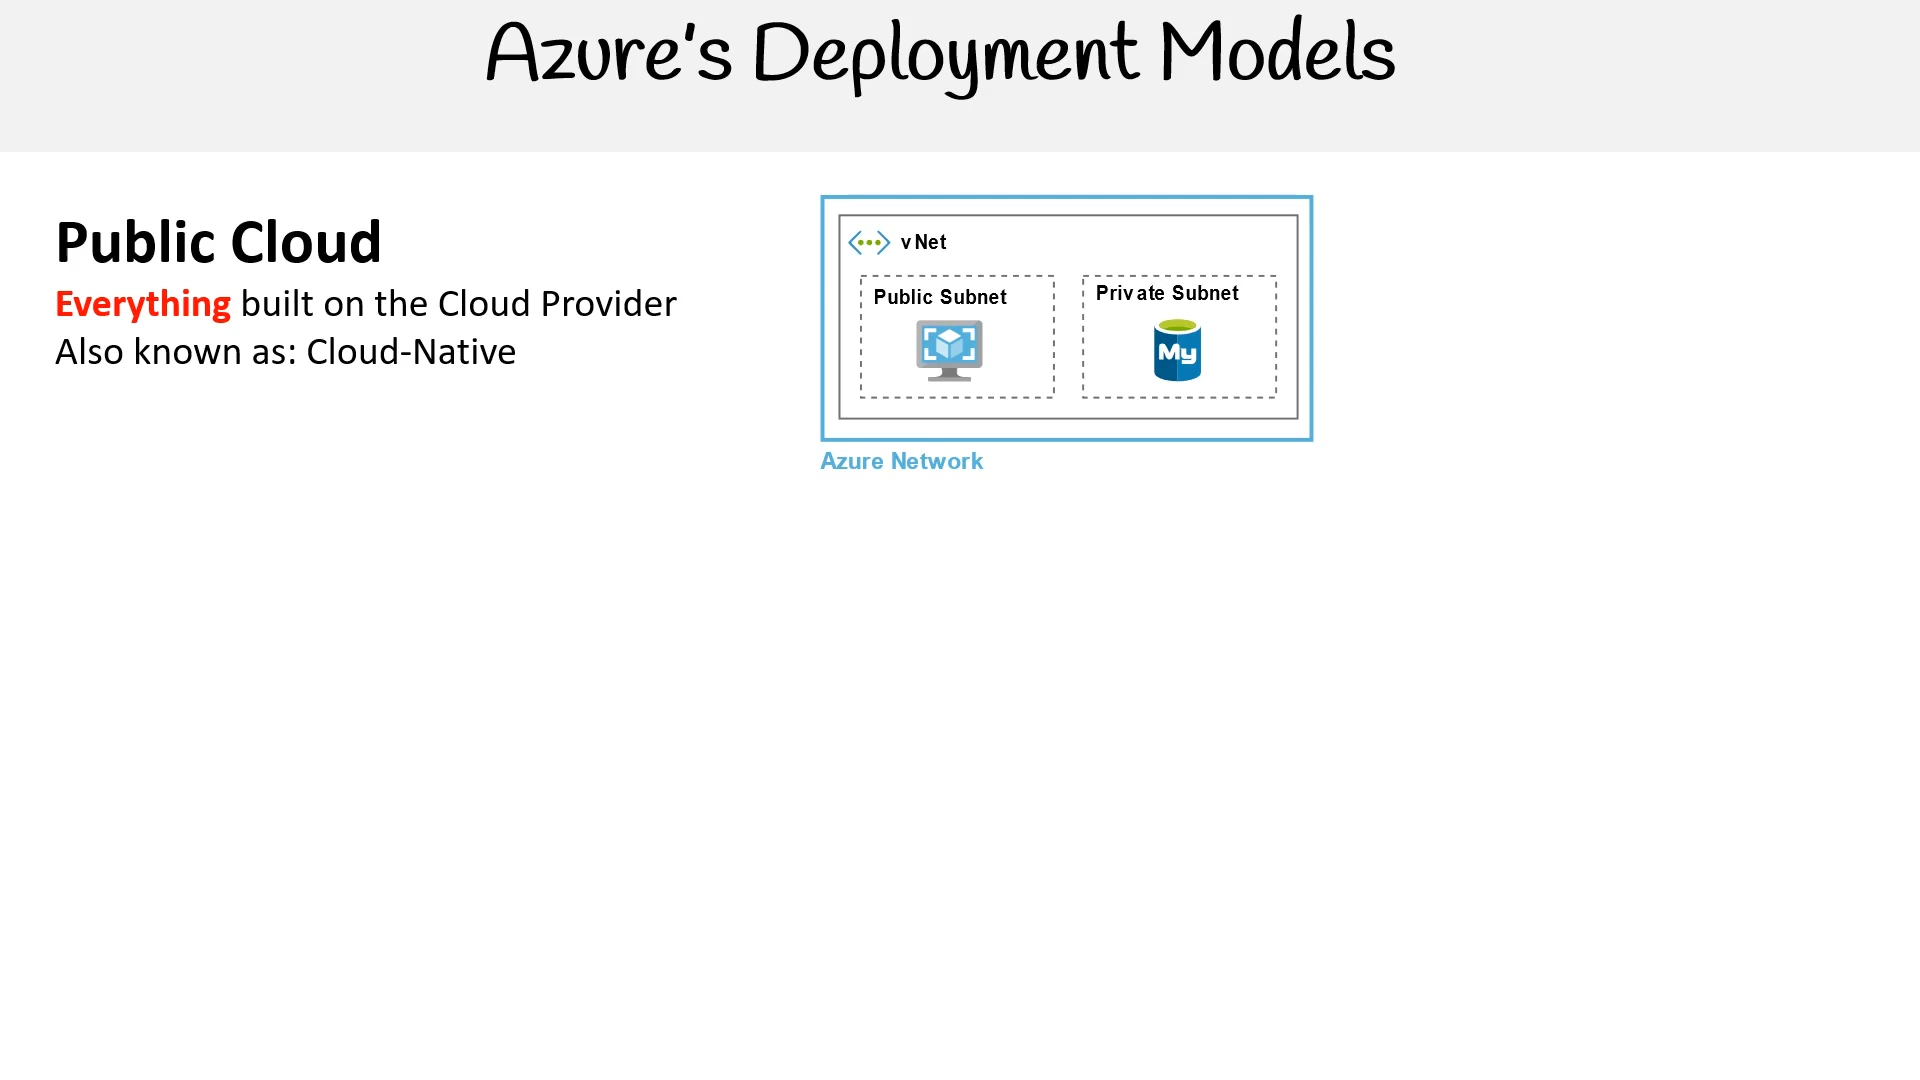 Azure's Deployment Models
Public Cloud
Everything built on the Cloud Provider
Also known as: Cloud-Native
vNet
Public Subnet
Private Subnet
My
Azure Network